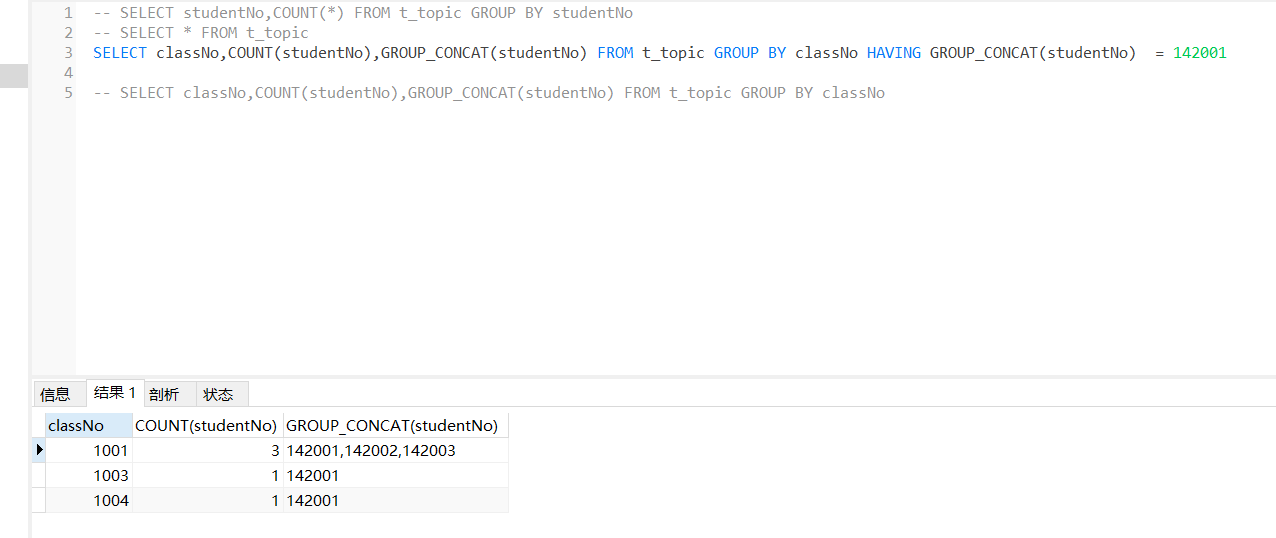 1 -- SELECT studentNo,COUNT(*) FROM t_topic GROUP BY studentNo
2 -- SELECT * FROM t_topic
3 SELECT classNo,COUNT(studentNo),GROUP_CONCAT(studentNo) FROM t_topic GROUP BY classNo HAVING GROUP_CONCAT(studentNo)  = 142001
4
5 -- SELECT classNo,COUNT(studentNo),GROUP_CONCAT(studentNo) FROM t_topic GROUP BY classNo
信息 结果 1 剖析 状态
classNo COUNT(studentNo) GROUP_CONCAT(studentNo)
1001 3 142001,142002,142003
1003 1 142001
1004 1 142001